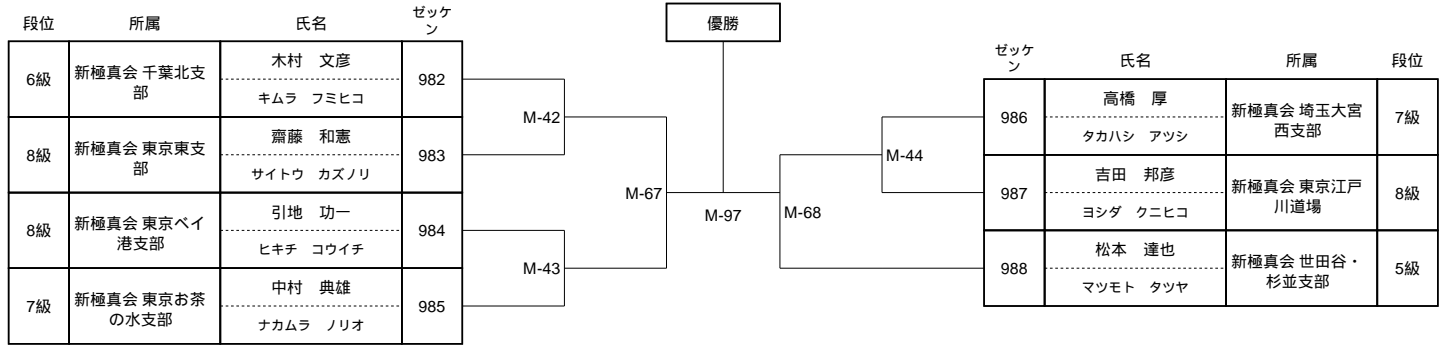 段位 所属 氏名 ゼッケ
ン
6級 新極真会 千葉北支
部 木村 文彦
キムラ フミヒコ 982
8級 新極真会 東京東支
部 齋藤 和憲
サイトウ カズノリ 983
8級 新極真会 東京ベイ
港支部 引地 功一
ヒキチ コウイチ 984
7級 新極真会 東京お茶
の水支部 中村 典雄
ナカムラ ノリオ 985
M-42
M-43
M-67
優勝
M-97
M-68
M-44
ゼッケ
ン 氏名 所属 段位
986 高橋 厚
タカハシ アツシ 新極真会 埼玉大宮
西支部 7級
987 吉田 邦彦
ヨシダ クニヒコ 新極真会 東京江戸
川道場 8級
988 松本 達也
マツモト タツヤ 新極真会 世田谷・
杉並支部 5級